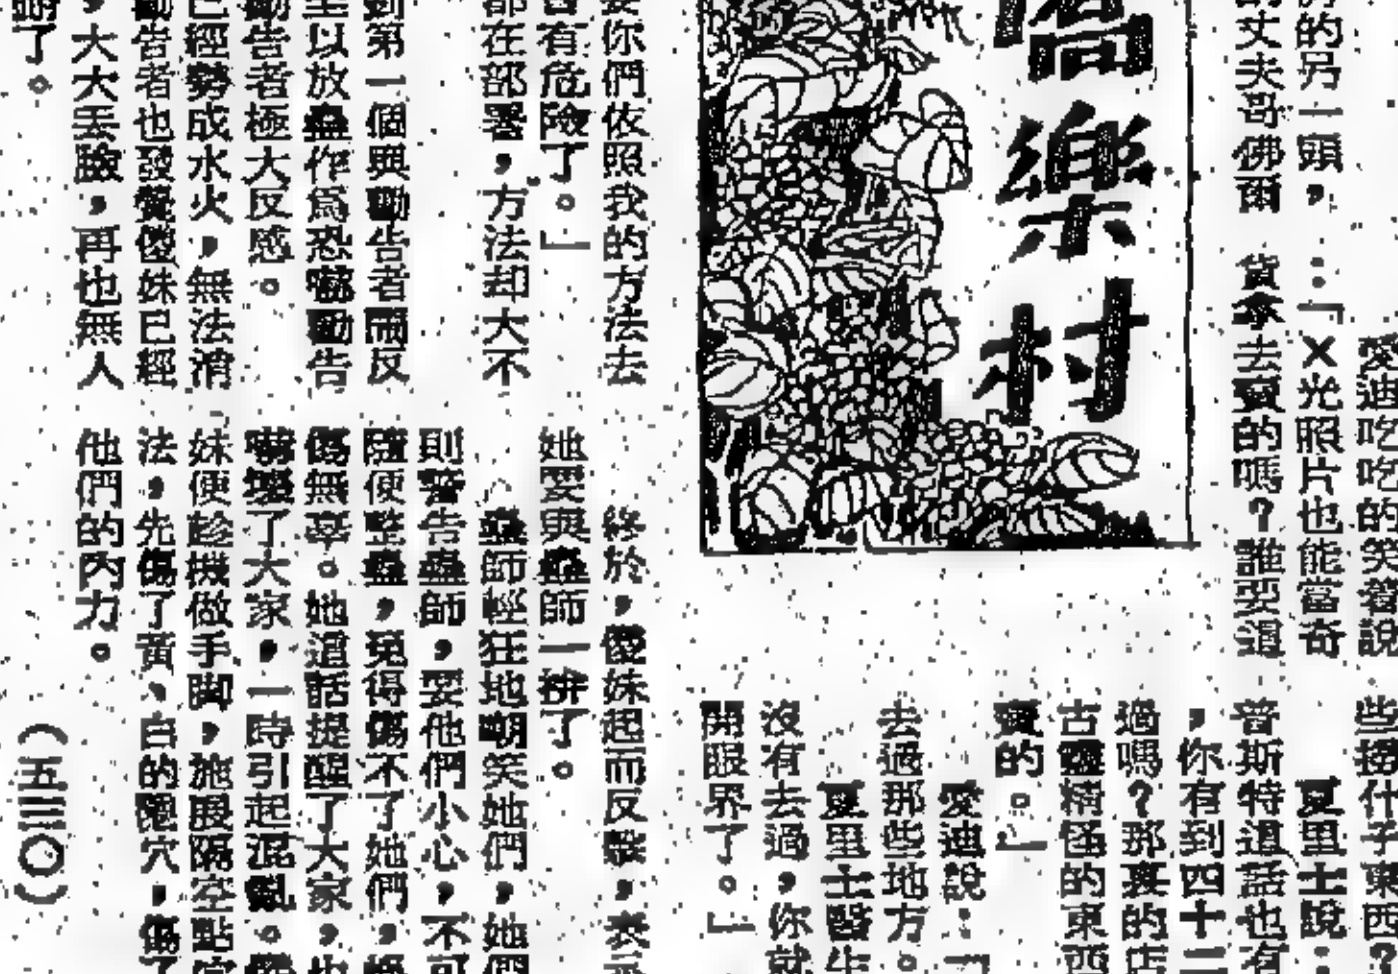 些撈什子東西?
愛迪吃吃的笑着說
夏里士說:
的另一頭,
:「X光照片也能當奇
普斯特這話也有
的丈夫哥佛爾
貨拿去賣的嗎?誰要這
,你有到四十二
過嗎?那裏的店
古靈精怪的東西
賣的。」
愛迪說:「
去過那些地方。
夏里士醫生
沒有去過,你就
開眼界了。」
樂村
要你們依照我的方法去
有危險了。」
都在部署,方法却大不
到第一個與勸告者鬧反
至以放蠱作爲恐嚇勸告
勸告者極大反感。
已經勢成水火,無法消
勸告者也發覺傻妹已經
,大大丢臉,再也無人
了。
終於,傻妹起而反擊,表示
她要與蠱師一拚了。
蠱師輕狂地嘲笑她們,她們
則警告蠱師,要他們小心,不可
隨便整蠱,免得傷不了她們,
傷無辜。她這話提醒了大家,也
嚇壞了大家,一時引起混亂。傻
妹便趁機做手脚,施展隔空點穴
法,先傷了黃、白的隱穴,傷了
他們的內力。
(五三〇)